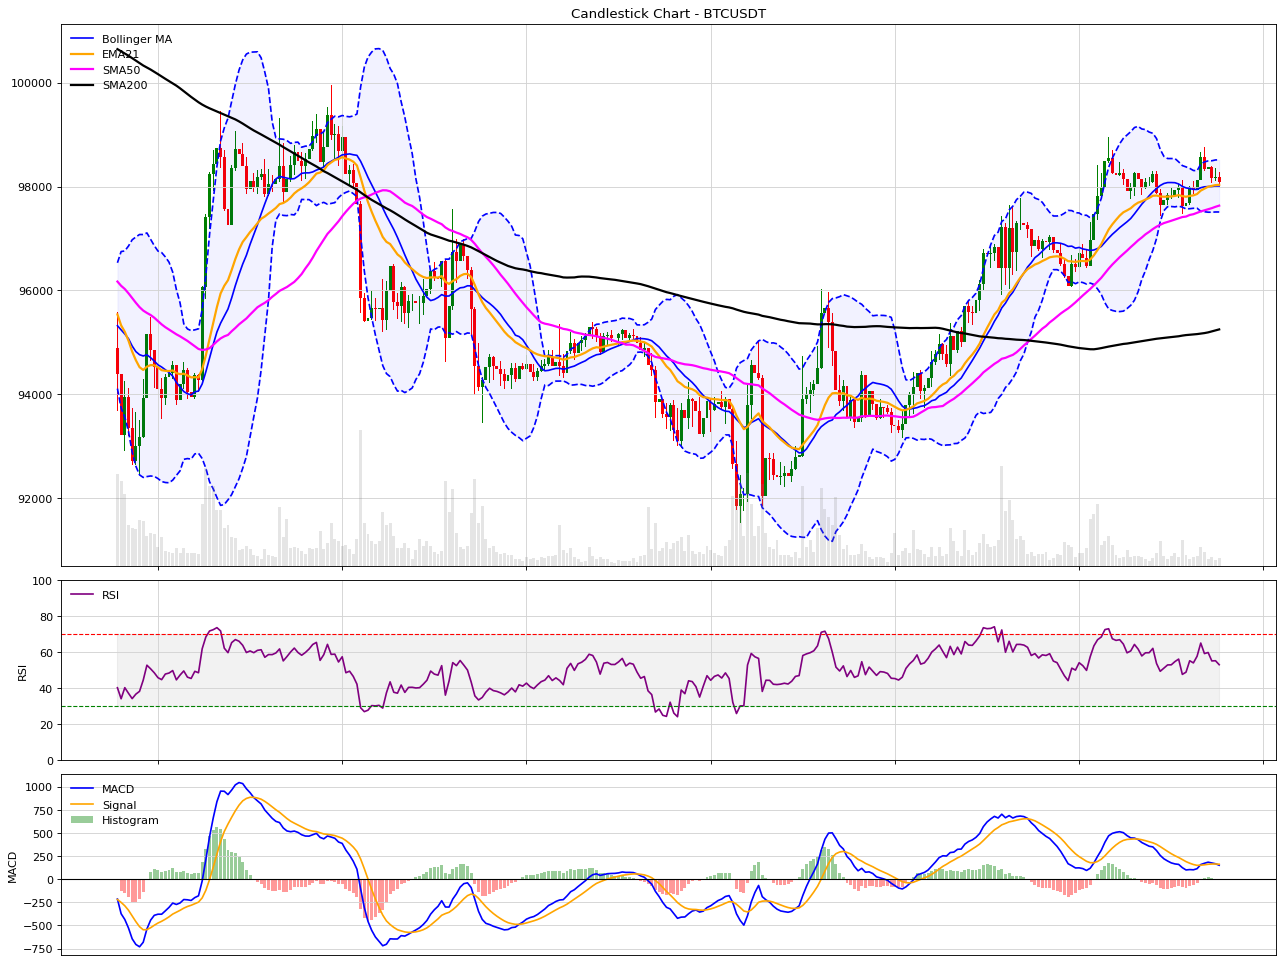 Candlestick Chart - BTCUSDT
Bollinger MA
EMA21
SMA50
SMA200
100000
98000
96000
94000
92000
RSI
100
80
60
40
20
0
RSI
MACD
Signal
Histogram
1000
750
500
250
0
−250
−500
−750
MACD